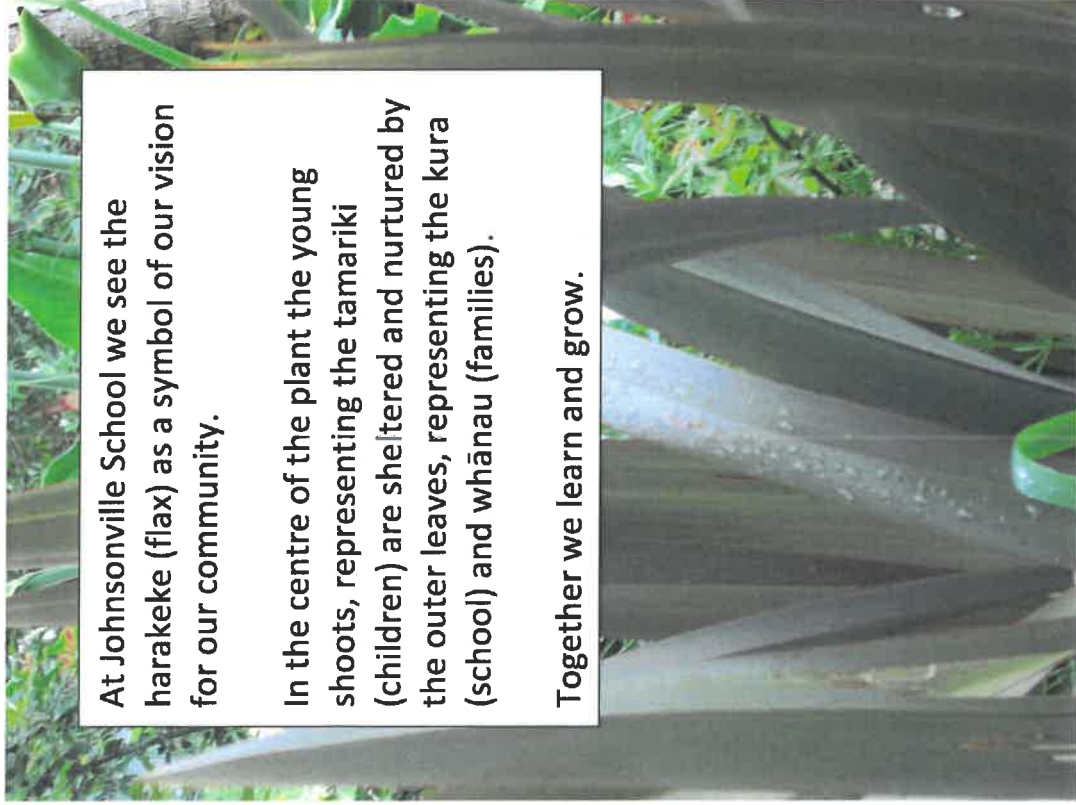 At Johnsonville School we see the
harakeke (flax) as a symbol of our vision
for our community.
In the centre of the plant the young
shoots, representing the tamariki
(children) are sheltered and nurtured by
the outer leaves, representing the kura
(school) and whānau (families).
Together we learn and grow.